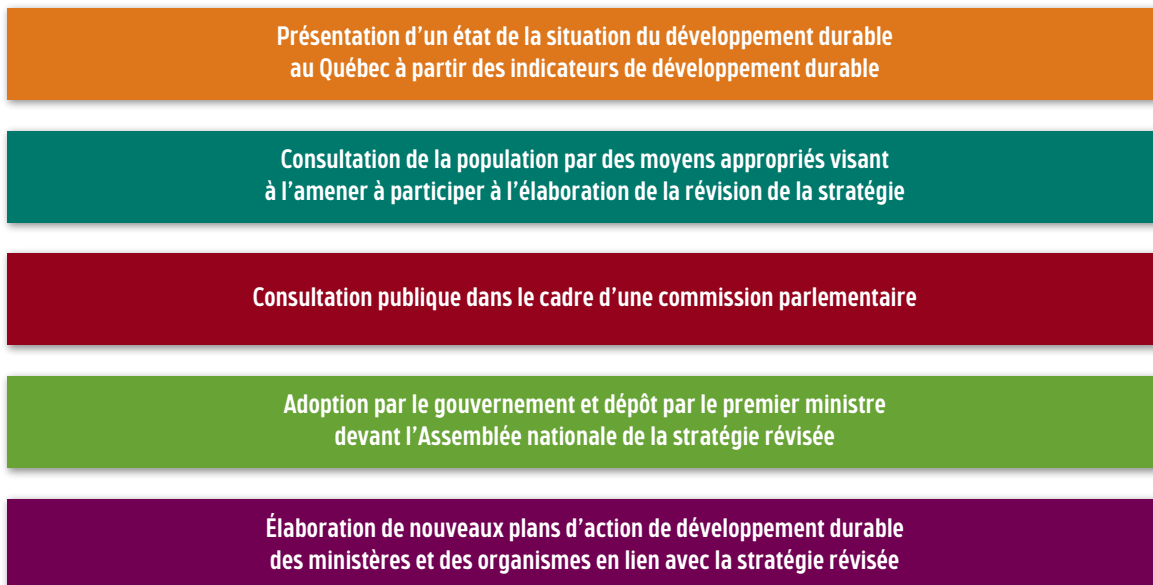 Présentation d’un état de la situation du développement durable
au Québec à partir des indicateurs de développement durable
Consultation de la population par des moyens appropriés visant
à l’amener à participer à l’élaboration de la révision de la stratégie
Consultation publique dans le cadre d’une commission parlementaire
Adoption par le gouvernement et dépôt par le premier ministre
devant l’Assemblée nationale de la stratégie révisée
Élaboration de nouveaux plans d’action de développement durable
des ministères et des organismes en lien avec la stratégie révisée